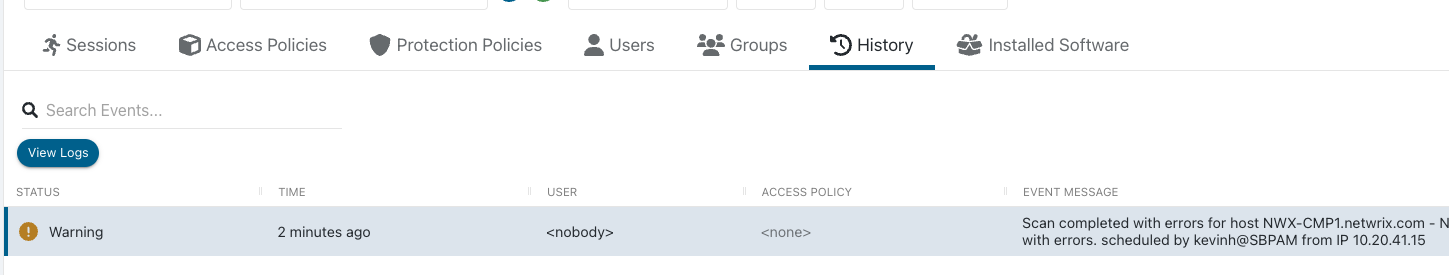 Sessions Access Policies Protection Policies Users Groups History Installed Software
Search Events...
View Logs
STATUS TIME USER ACCESS POLICY EVENT MESSAGE
Warning 2 minutes ago <nobody> <none> Scan completed with errors for host NWX-CMP1.netwrix.com - N
with errors. scheduled by kevinh@SBPAM from IP 10.20.41.15